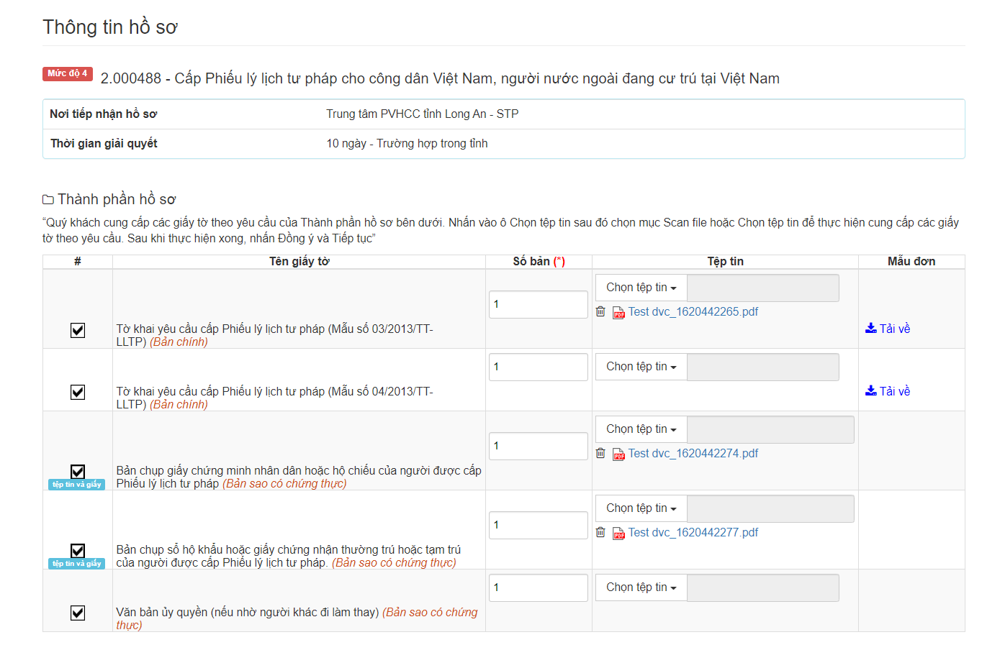 Thông tin hồ sơ
Mức độ 4 2.000488 - Cấp Phiếu lý lịch tư pháp cho công dân Việt Nam, người nước ngoài đang cư trú tại Việt Nam
Nơi tiếp nhận hồ sơ Trung tâm PVHCC tỉnh Long An - STP
Thời gian giải quyết 10 ngày - Trường hợp trong tỉnh
Thành phần hồ sơ
“Quý khách cung cấp các giấy tờ theo yêu cầu của Thành phần hồ sơ bên dưới. Nhấn vào ô Chọn tệp tin sau đó chọn mục Scan file hoặc Chọn tệp tin để thực hiện cung cấp các giấy
tờ theo yêu cầu. Sau khi thực hiện xong, nhấn Đồng ý và Tiếp tục”
# Tên giấy tờ Số bản (*) Tệp tin Mẫu đơn
Chọn tệp tin
1
Test dvc_1620442265.pdf
Tờ khai yêu cầu cấp Phiếu lý lịch tư pháp (Mẫu số 03/2013/TT- Tải về
LLTP) (Bản chính)
1 Chọn tệp tin
Tờ khai yêu cầu cấp Phiếu lý lịch tư pháp (Mẫu số 04/2013/TT- Tải về
LLTP) (Bản chính)
Chọn tệp tin
1
Test dvc_1620442274.pdf
Bản chụp giấy chứng minh nhân dân hoặc hộ chiếu của người được cấp
tệp tin và giấy Phiếu lý lịch tư pháp (Bản sao có chứng thực)
Chọn tệp tin
1
Test dvc_1620442277.pdf
Bản chụp sổ hộ khẩu hoặc giấy chứng nhận thường trú hoặc tạm trú
tệp tin và giấy của người được cấp Phiếu lý lịch tư pháp. (Bản sao có chứng thực)
1 Chọn tệp tin
Văn bản ủy quyền (nếu nhờ người khác đi làm thay) (Bản sao có chứng
thực)